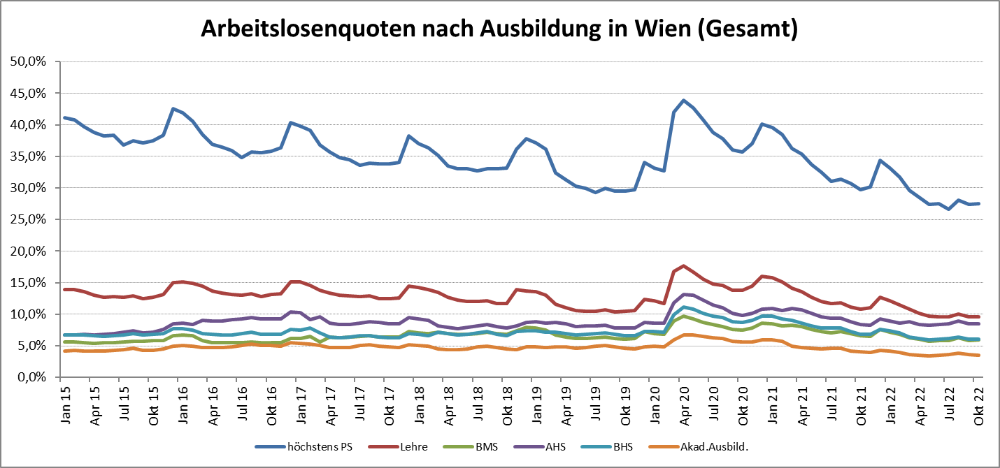 Arbeitslosenquoten nach Ausbildung in Wien (Gesamt)
50,0%
45,0%
40,0%
35,0%
30,0%
25,0%
20,0%
15,0%
10,0%
5,0%
0,0%
Jan 15
Apr 15
Jul 15
Okt 15
Jan 16
Apr 16
Jul 16
Okt 16
Jan 17
Apr 17
Jul 17
Okt 17
Jan 18
Apr 18
Jul 18
Okt 18
Jan 19
Apr 19
Jul 19
Okt 19
Jan 20
Apr 20
Jul 20
Okt 20
Jan 21
Apr 21
Jul 21
Okt 21
Jan 22
Apr 22
Jul 22
Okt 22
höchstens PS Lehre BMS AHS BHS Akad.Ausbild.